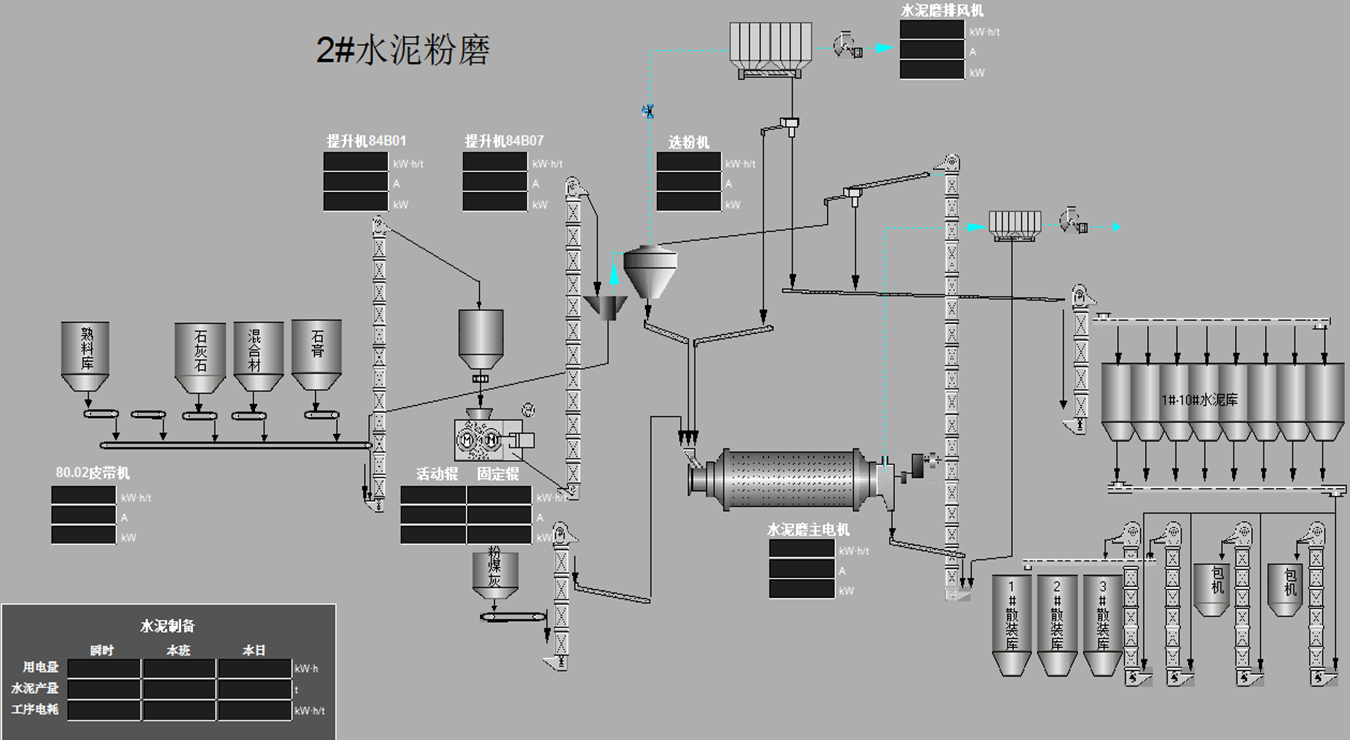 2#水泥粉磨
水泥磨排风机
kW·h/t
A
kW
提升机84B01
kW·h/t
A
kW
提升机84B07
kW·h/t
A
kW
选粉机
kW·h/t
A
kW
熟料库
石灰石
混合材
石膏
M
M
M
1#-10#水泥库
80.02皮带机
kW·h/t
A
kW
活动辊 固定辊
kW·h/t
A
kW
粉煤灰
水泥磨主电机
kW·h/t
A
kW
1#散装库
2#散装库
3#散装库
包机
包机
水泥制备
瞬时 本班 本日
用电量 kW·h
水泥产量 t
工序电耗 kW·h/t